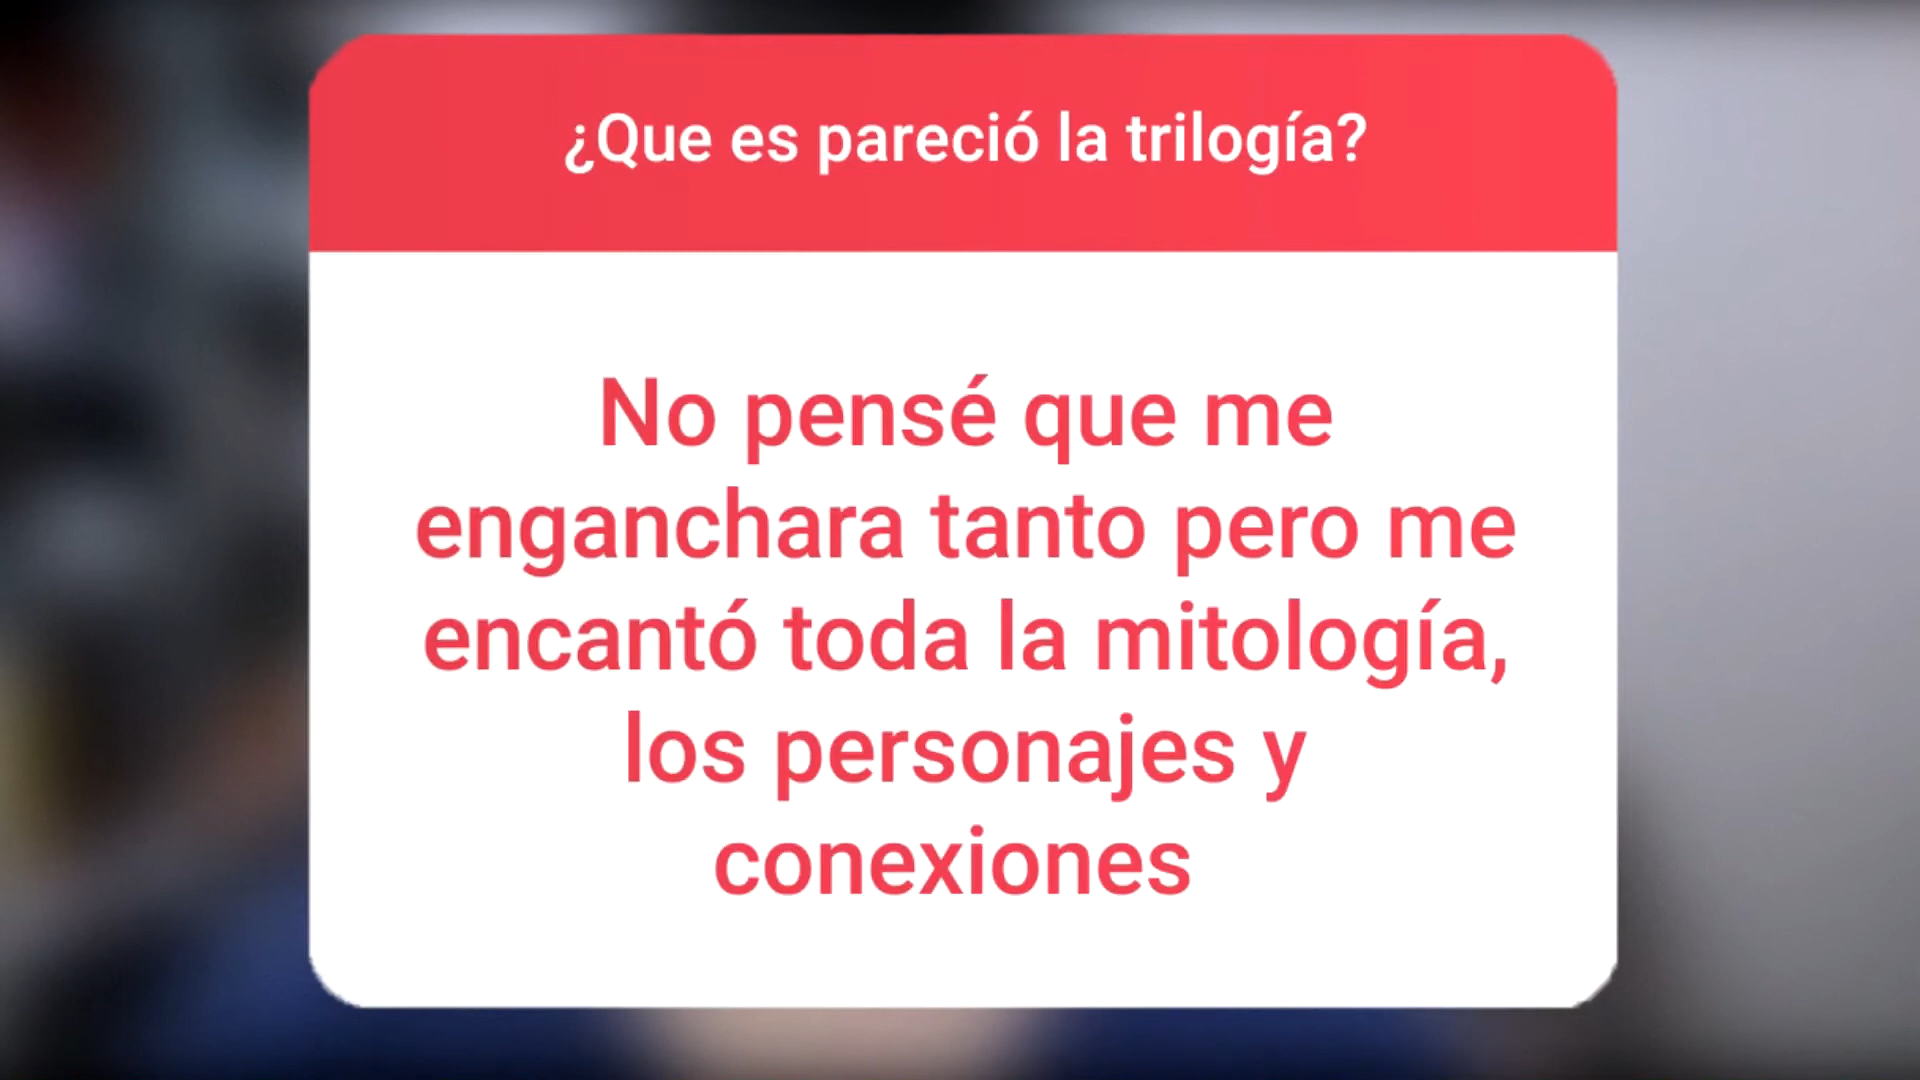 ¿Que es pareció la trilogía?
No pensé que me
enganchara tanto pero me
encantó toda la mitología,
los personajes y
conexiones